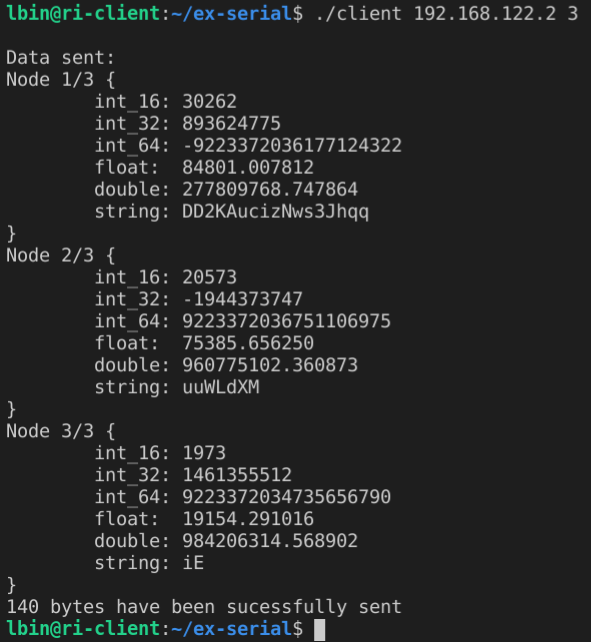 lbin@ri-client:~/ex-serial$ ./client 192.168.122.2 3
Data sent:
Node 1/3 {
int_16: 30262
int_32: 893624775
int_64: -9223372036177124322
float: 84801.007812
double: 277809768.747864
string: DD2KAucizNws3Jhqq
}
Node 2/3 {
int_16: 20573
int_32: -1944373747
int_64: 9223372036751106975
float: 75385.656250
double: 960775102.360873
string: uuWLdXM
}
Node 3/3 {
int_16: 1973
int_32: 1461355512
int_64: 9223372034735656790
float: 19154.291016
double: 984206314.568902
string: iE
}
140 bytes have been sucessfully sent
lbin@ri-client:~/ex-serial$